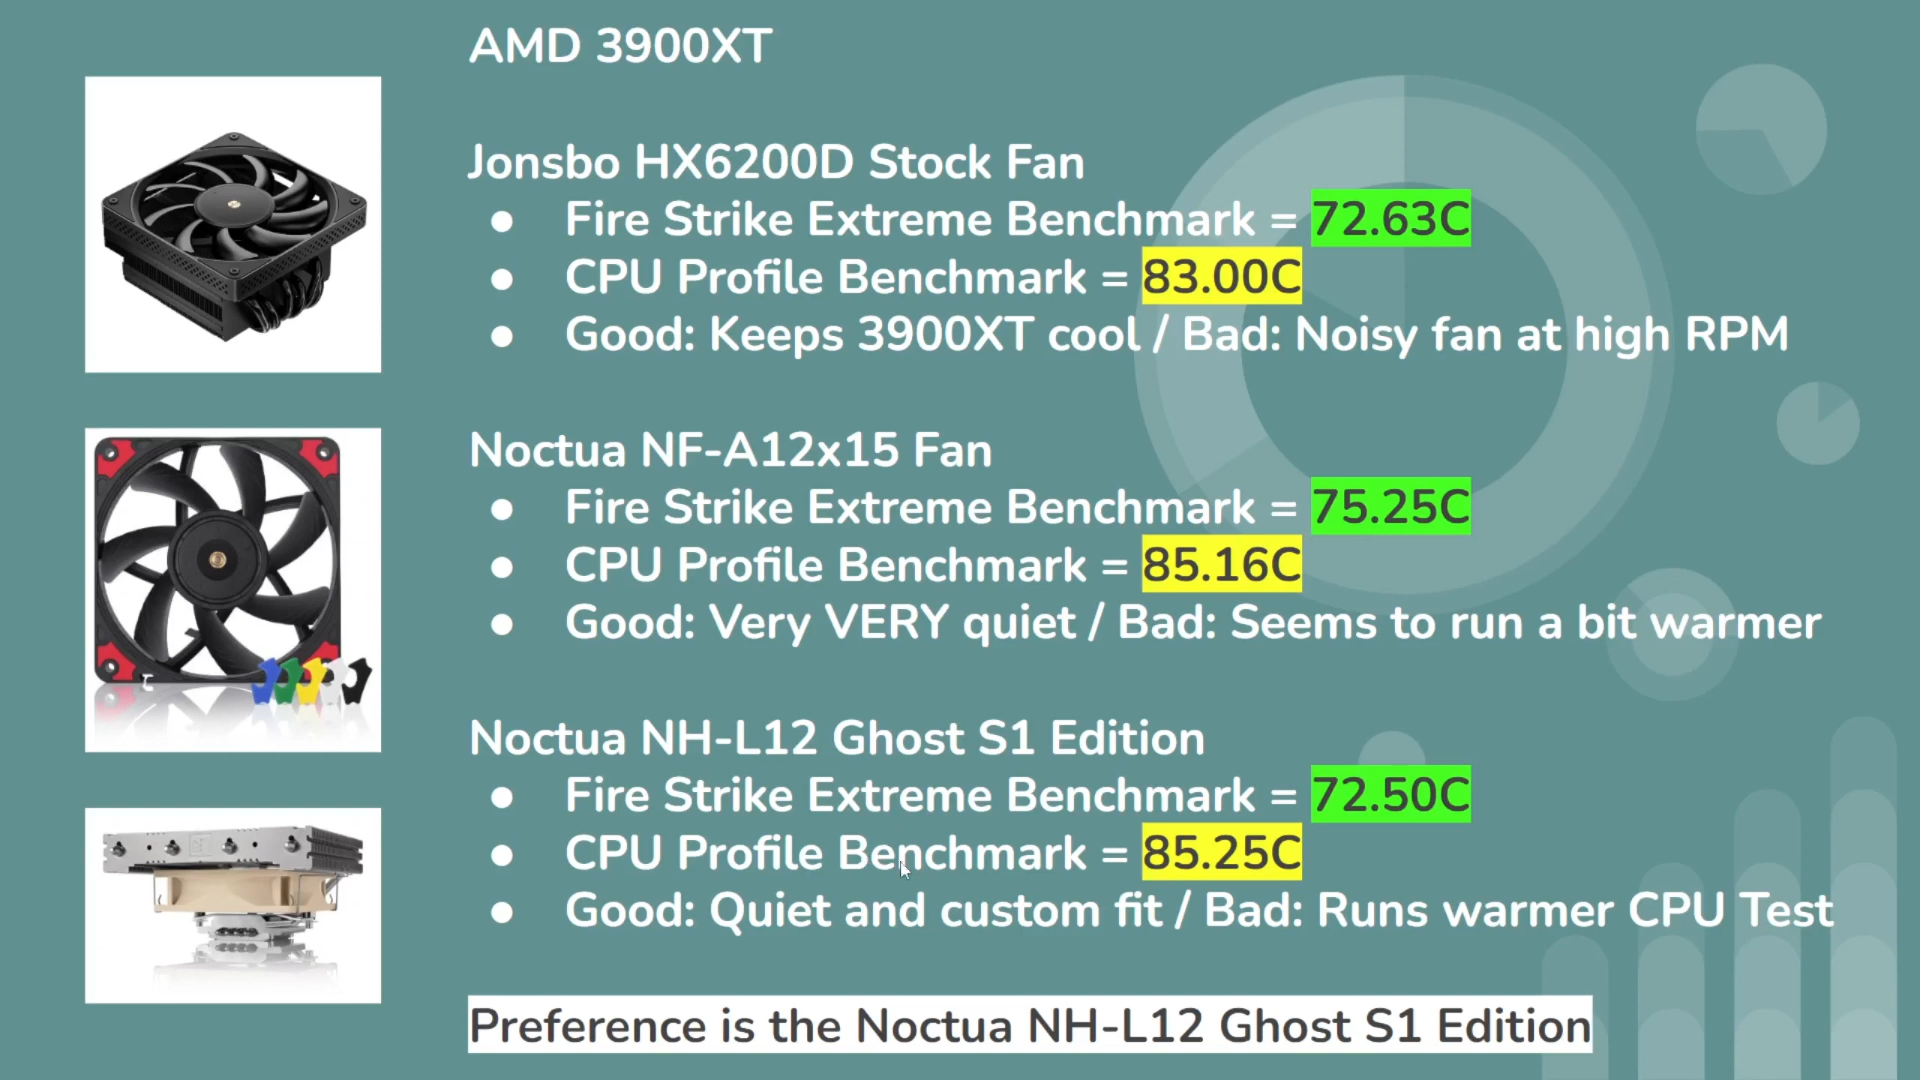 AMD 3900XT
Jonsbo HX6200D Stock Fan
● Fire Strike Extreme Benchmark = 72.63C
● CPU Profile Benchmark = 83.00C
● Good: Keeps 3900XT cool / Bad: Noisy fan at high RPM
Noctua NF-A12x15 Fan
● Fire Strike Extreme Benchmark = 75.25C
● CPU Profile Benchmark = 85.16C
● Good: Very VERY quiet / Bad: Seems to run a bit warmer
Noctua NH-L12 Ghost S1 Edition
● Fire Strike Extreme Benchmark = 72.50C
● CPU Profile Benchmark = 85.25C
● Good: Quiet and custom fit / Bad: Runs warmer CPU Test
Preference is the Noctua NH-L12 Ghost S1 Edition